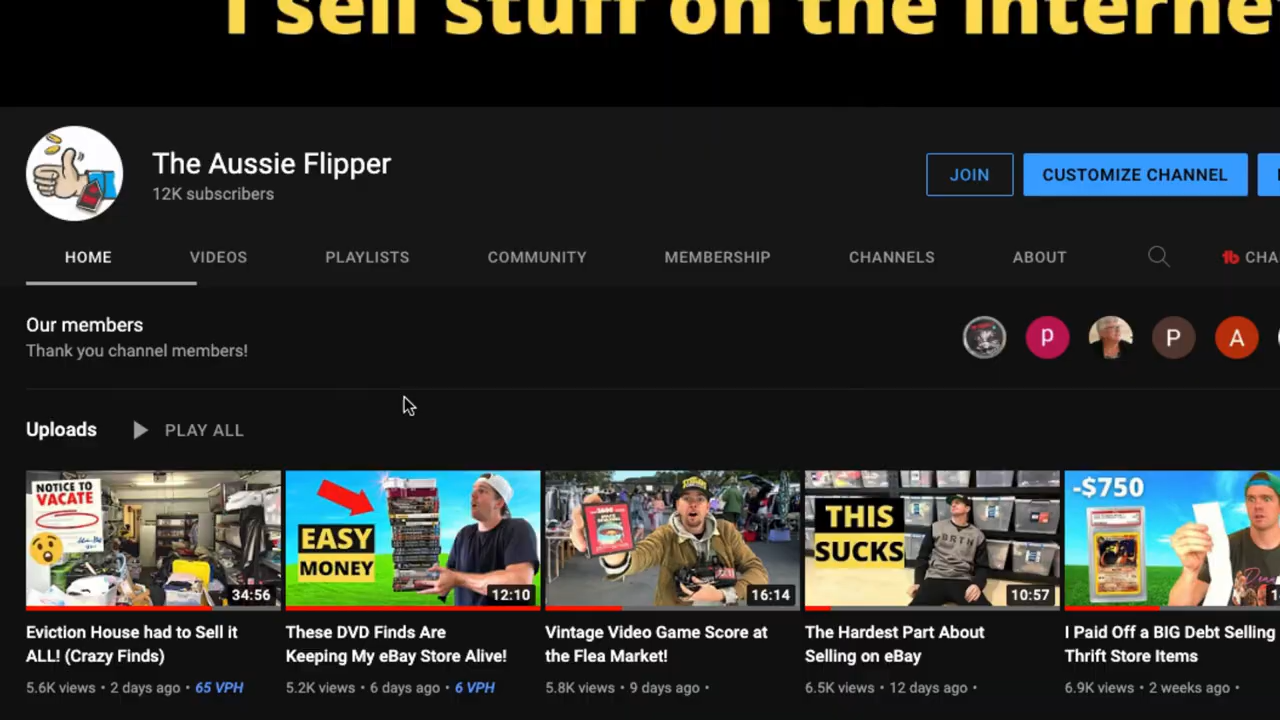 I sell stuff on the interne
The Aussie Flipper
12K subscribers
JOIN
CUSTOMIZE CHANNEL
HOME
VIDEOS
PLAYLISTS
COMMUNITY
MEMBERSHIP
CHANNELS
ABOUT
CHA
Our members
Thank you channel members!
P
P
A
Uploads
PLAY ALL
NOTICE TO
VACATE
34:56
EASY
MONEY
12:10
16:14
THIS
SUCKS
10:57
-$750
Eviction House had to Sell it
ALL! (Crazy Finds)
5.6K views • 2 days ago • 65 VPH
These DVD Finds Are
Keeping My eBay Store Alive!
5.2K views • 6 days ago • 6 VPH
Vintage Video Game Score at
the Flea Market!
5.8K views • 9 days ago •
The Hardest Part About
Selling on eBay
6.5K views • 12 days ago •
I Paid Off a BIG Debt Selling
Thrift Store Items
6.9K views • 2 weeks ago •